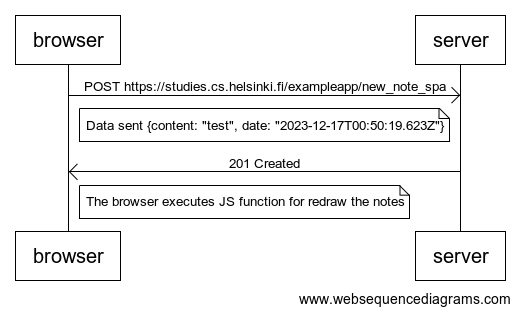 browser
server
POST https://studies.cs.helsinki.fi/exampleapp/new_note_spa
Data sent {content: "test", date: "2023-12-17T00:50:19.623Z"}
201 Created
The browser executes JS function for redraw the notes
browser
server
www.websequencediagrams.com